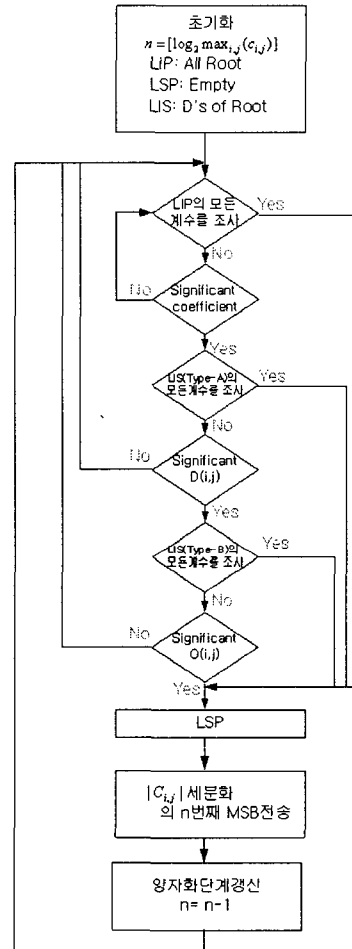 초기화
n = [log₂ max_{i,j}(c_{i,j})}
LIP: All Root
LSP: Empty
LIS: D's of Root
LIP의 모든
계수를 조사
Yes
No
Significant
coefficient
No
Yes
LIS(Type-A)의
모든계수를 조사
Yes
No
Significant
D(i,j)
No
Yes
LIS(Type-B)의
모든계수를 조사
Yes
No
Significant
O(i,j)
No
Yes
LSP
|C_{i,j}| 세분화
의 n번째 MSB전송
양자화단계갱신
n= n-1